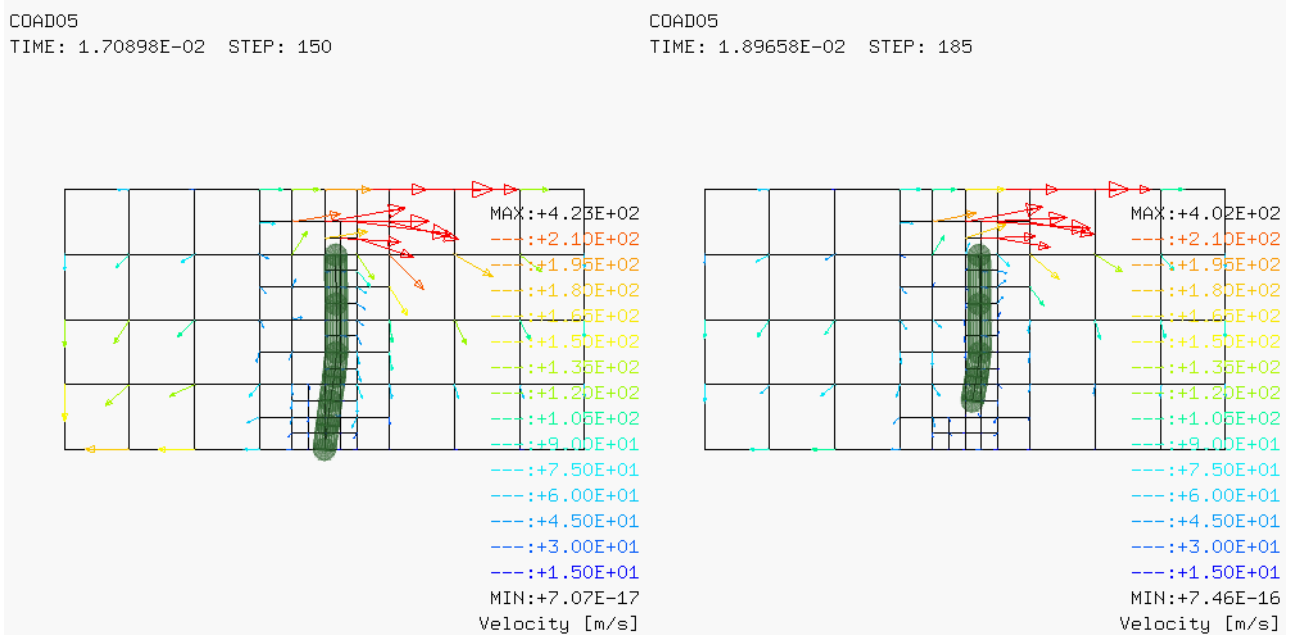 COAD05
TIME: 1.70898E-02  STEP: 150
MAX:+4.23E+02
---:+2.10E+02
---:+1.95E+02
---:+1.80E+02
---:+1.65E+02
---:+1.50E+02
---:+1.35E+02
---:+1.20E+02
---:+1.05E+02
---:+9.00E+01
---:+7.50E+01
---:+6.00E+01
---:+4.50E+01
---:+3.00E+01
---:+1.50E+01
MIN:+7.07E-17
Velocity [m/s]
COAD05
TIME: 1.89658E-02  STEP: 185
MAX:+4.02E+02
---:+2.10E+02
---:+1.95E+02
---:+1.80E+02
---:+1.65E+02
---:+1.50E+02
---:+1.35E+02
---:+1.20E+02
---:+1.05E+02
---:+9.00E+01
---:+7.50E+01
---:+6.00E+01
---:+4.50E+01
---:+3.00E+01
---:+1.50E+01
MIN:+7.46E-16
Velocity [m/s]